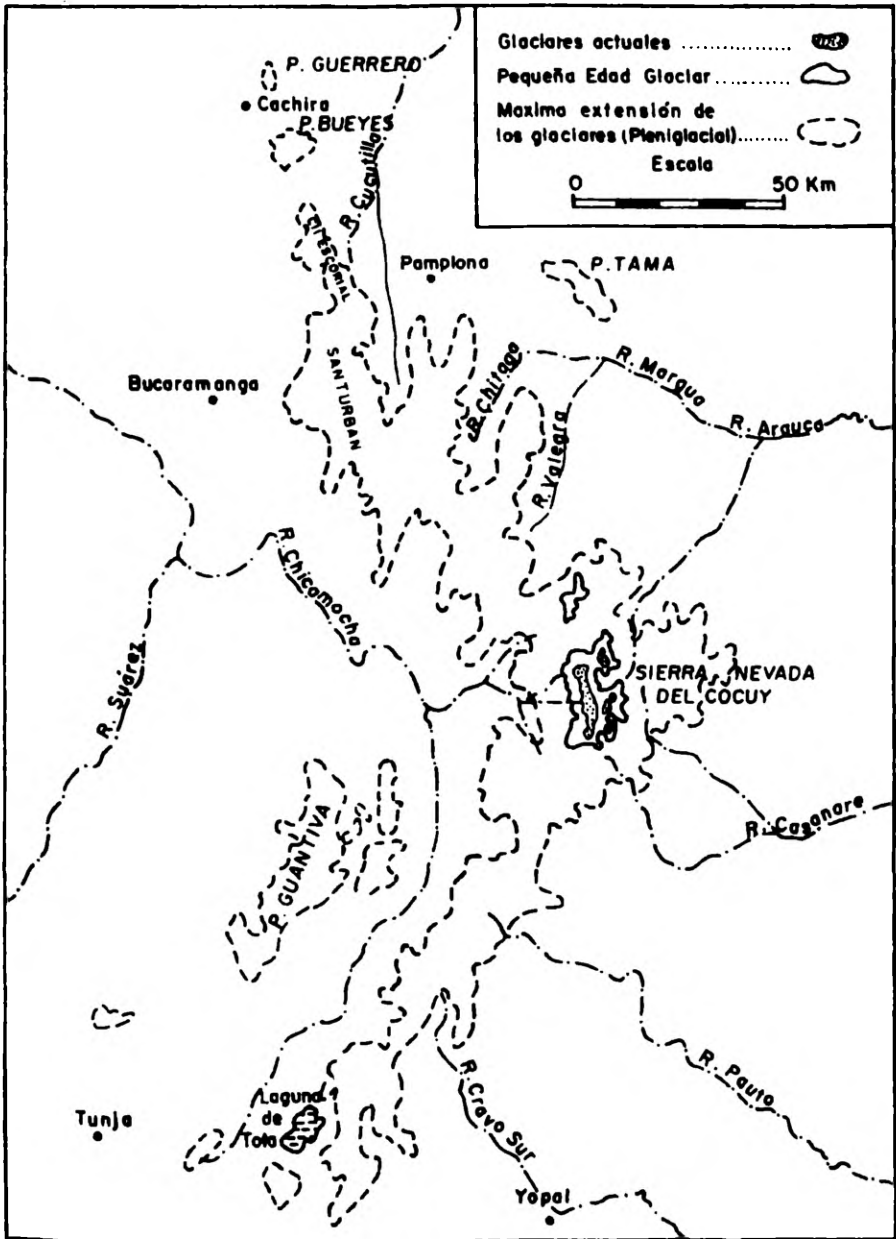 Glaciares actuales ...............
Pequeña Edad Glaciar..........
Maxima extensión de
los glaciares (Pleniglacial).......
Escala
0 50 Km
P. GUERRERO
Cachira
P. BUEYES
R. Cucutilla
EL ESCORIAL
Pamplona
P. TAMA
SANTURBAN
Bucaramanga
R. Chitaga
R. Valegra
R. Margua
R. Arauca
R. Chicamocha
R. Suárez
SIERRA NEVADA
DEL COCUY
R. Casanare
P. GUANTIVA
R. Pauto
R. Cravo Sur
Laguna
de
Tota
Tunja
Yopal